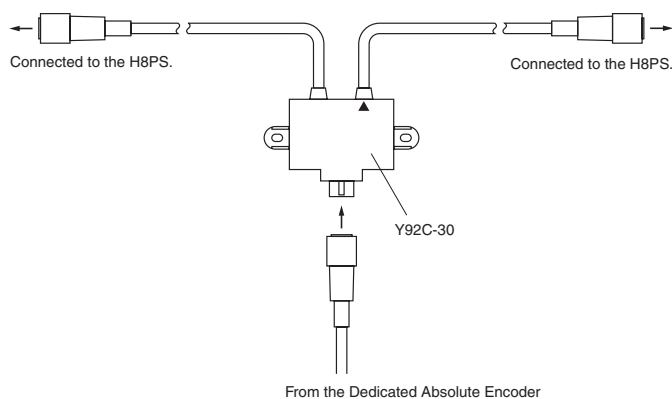 Connected to the H8PS.
Connected to the H8PS.
Y92C-30
From the Dedicated Absolute Encoder